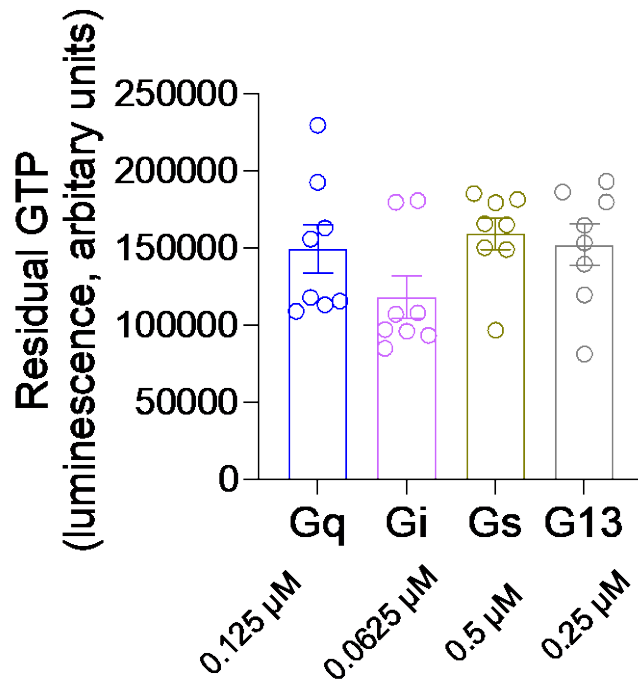 Residual GTP
(luminescence, arbitary units)
250000
200000
150000
100000
50000
0
Gq Gi Gs G13
0.125 µM 0.0625 µM 0.5 µM 0.25 µM